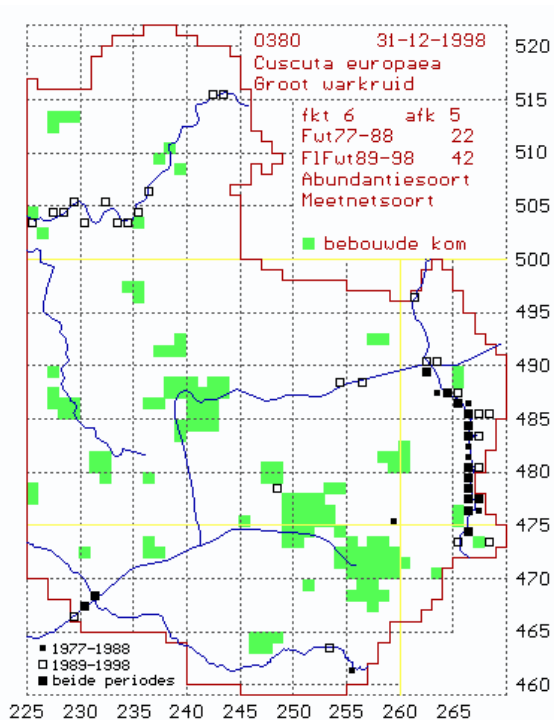 0380 31-12-1998
Cuscuta europaea
Groot warkruid
fkt 6 afk 5
Fwt77-88 22
FlFwt89-98 42
Abundantiesoort
Meetnetsoort
bebouwde kom
520
515
510
505
500
495
490
485
480
475
470
465
460
1977-1988
1989-1998
beide periodes
225 230 235 240 245 250 255 260 265